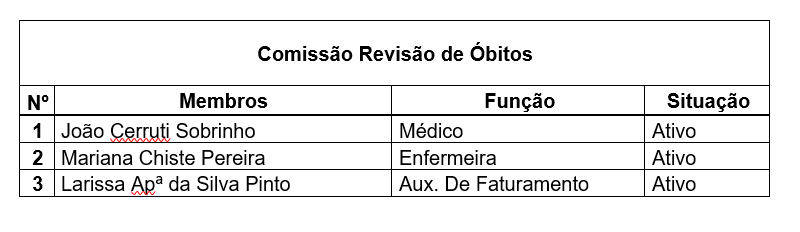 Comissão Revisão de Óbitos
Nº Membros Função Situação
1 João Cerruti Sobrinho Médico Ativo
2 Mariana Chiste Pereira Enfermeira Ativo
3 Larissa Apª da Silva Pinto Aux. De Faturamento Ativo